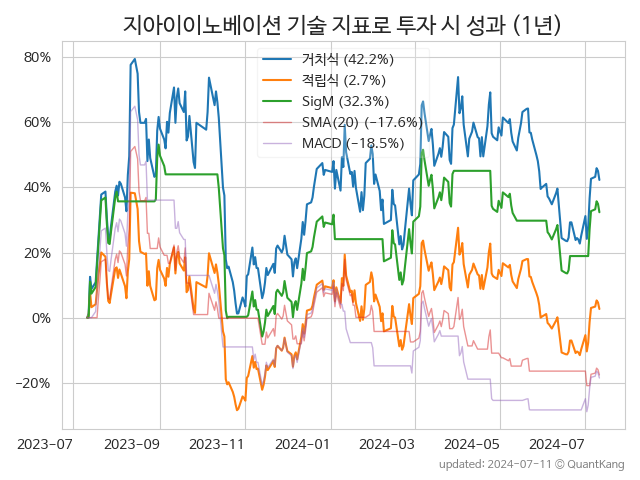 지아이이노베이션 기술 지표로 투자 시 성과 (1년)
80%
60%
40%
20%
0%
−20%
거치식 (42.2%)
적립식 (2.7%)
SigM (32.3%)
SMA(20) (−17.6%)
MACD (−18.5%)
2023-07
2023-09
2023-11
2024-01
2024-03
2024-05
2024-07
updated: 2024-07-11 © QuantKang